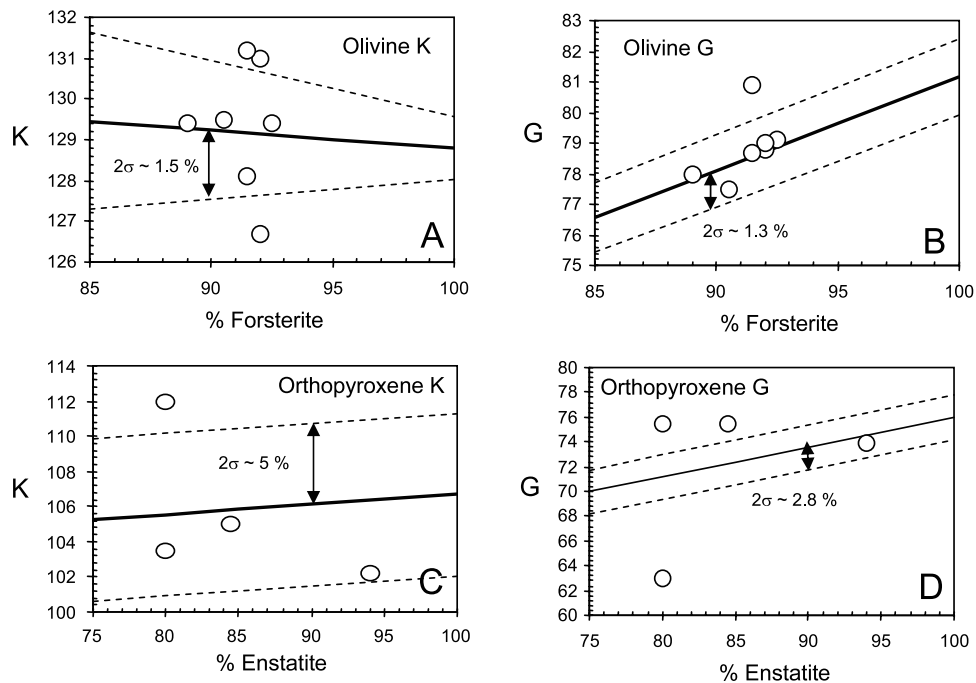 Olivine K
K
132
131
130
129
128
127
126
2σ ~ 1.5 %
A
85
90
95
100
% Forsterite
Olivine G
G
83
82
81
80
79
78
77
76
75
2σ ~ 1.3 %
B
85
90
95
100
% Forsterite
Orthopyroxene K
K
114
112
110
108
106
104
102
100
2σ ~ 5 %
C
75
80
85
90
95
100
% Enstatite
Orthopyroxene G
G
80
78
76
74
72
70
68
66
64
62
60
2σ ~ 2.8 %
D
75
80
85
90
95
100
% Enstatite